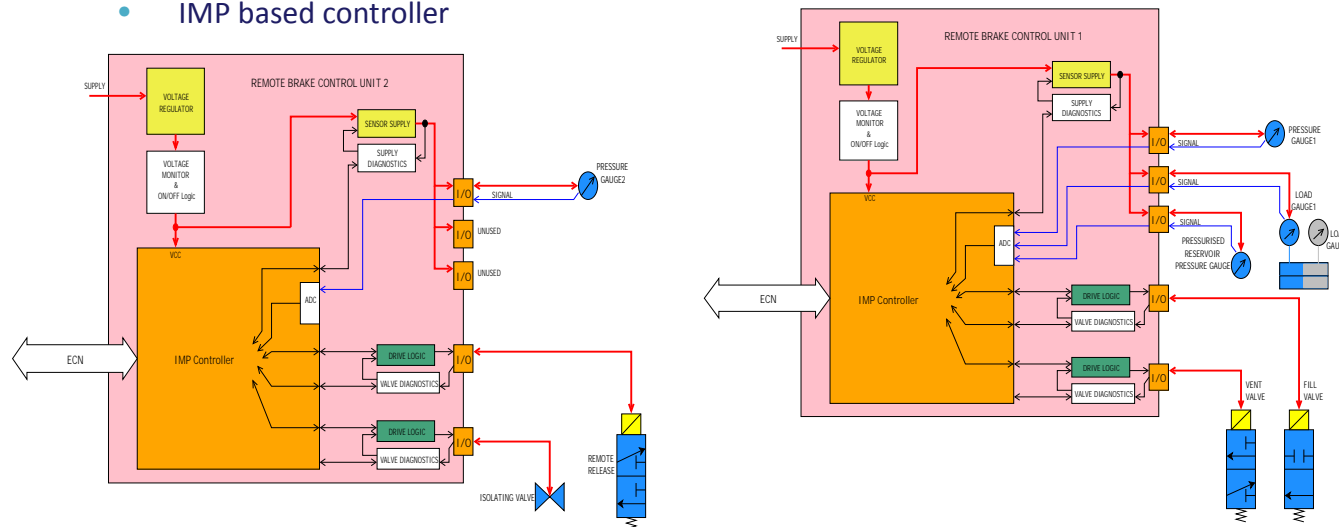 • IMP based controller
SUPPLY
VOLTAGE
REGULATOR
REMOTE BRAKE CONTROL UNIT 2
SENSOR SUPPLY
VOLTAGE
MONITOR
&
ON/OFF Logic
SUPPLY
DIAGNOSTICS
I/O
SIGNAL
PRESSURE
GAUGE2
I/O
UNUSED
I/O
UNUSED
VCC
ADC
ECN
IMP Controller
DRIVE LOGIC
VALVE DIAGNOSTICS
I/O
DRIVE LOGIC
VALVE DIAGNOSTICS
I/O
REMOTE
RELEASE
ISOLATING VALVE
SUPPLY
VOLTAGE
REGULATOR
REMOTE BRAKE CONTROL UNIT 1
SENSOR SUPPLY
VOLTAGE
MONITOR
&
ON/OFF Logic
SUPPLY
DIAGNOSTICS
I/O
SIGNAL
PRESSURE
GAUGE1
I/O
SIGNAL
LOAD
GAUGE1
LOA
GAU
I/O
SIGNAL
PRESSURISED
RESERVOIR
PRESSURE GAUGE
VCC
ADC
ECN
IMP Controller
DRIVE LOGIC
VALVE DIAGNOSTICS
I/O
DRIVE LOGIC
VALVE DIAGNOSTICS
I/O
VENT
VALVE
FILL
VALVE